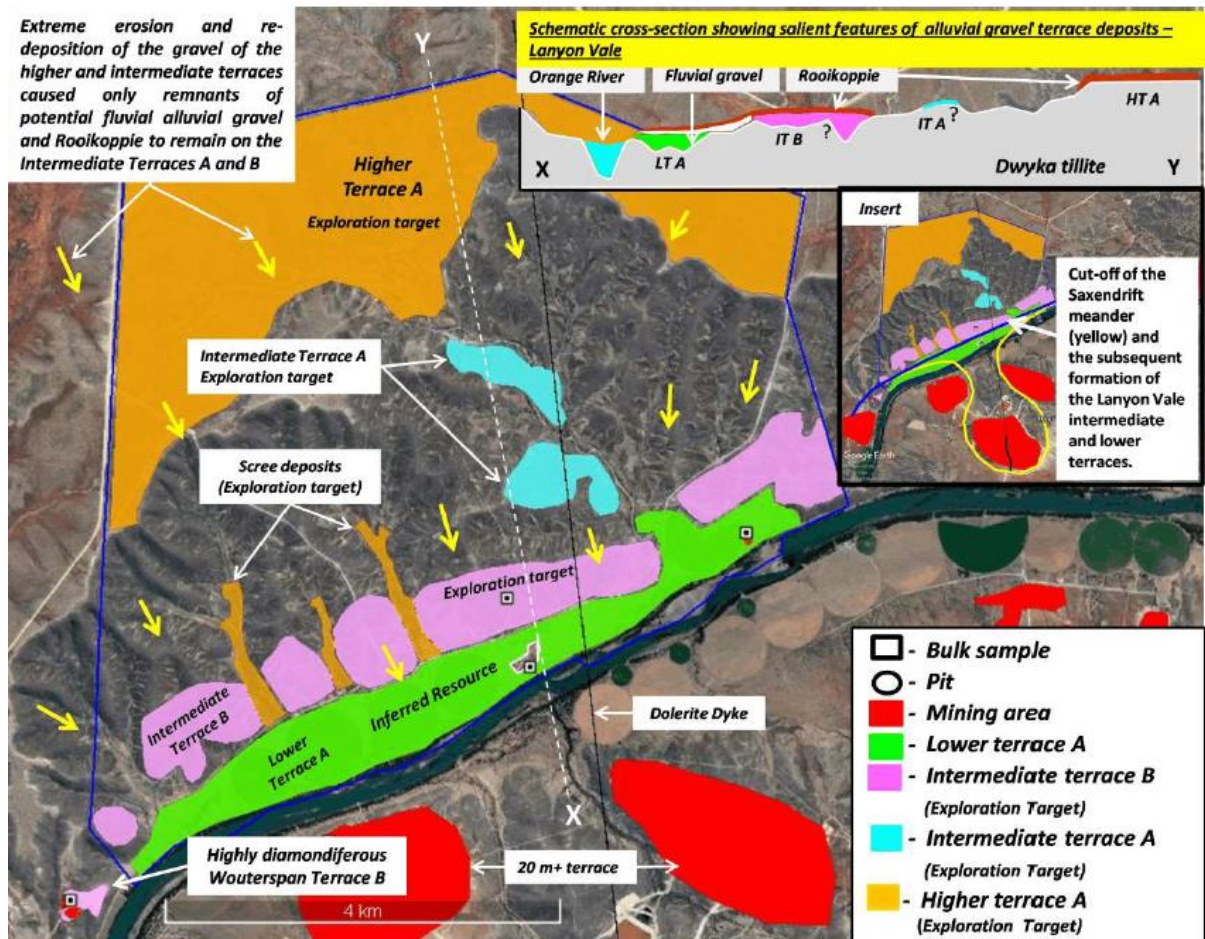 Extreme erosion and re-
deposition of the gravel of the
higher and intermediate terraces
caused only remnants of
potential fluvial alluvial gravel
and Rooikoppie to remain on the
Intermediate Terraces A and B
Y
Schematic cross-section showing salient features of alluvial gravel terrace deposits –
Lanyon Vale
Orange River
Fluvial gravel
Rooikoppie
HT A
IT A
?
IT B
?
LT A
X
Dwyka tillite
Y
Higher
Terrace A
Exploration target
Insert
Cut-off of the
Saxendrift
meander
(yellow) and
the subsequent
formation of
the Lanyon Vale
intermediate
and lower
terraces.
Google Earth
Intermediate Terrace A
Exploration target
Scree deposits
(Exploration target)
Exploration target
Intermediate
Terrace B
Inferred Resource
Lower
Terrace A
Dolerite Dyke
X
Highly diamondiferous
Wouterspan Terrace B
20 m+ terrace
4 km
- Bulk sample
- Pit
- Mining area
- Lower terrace A
- Intermediate terrace B
(Exploration Target)
- Intermediate terrace A
(Exploration Target)
- Higher terrace A
(Exploration Target)